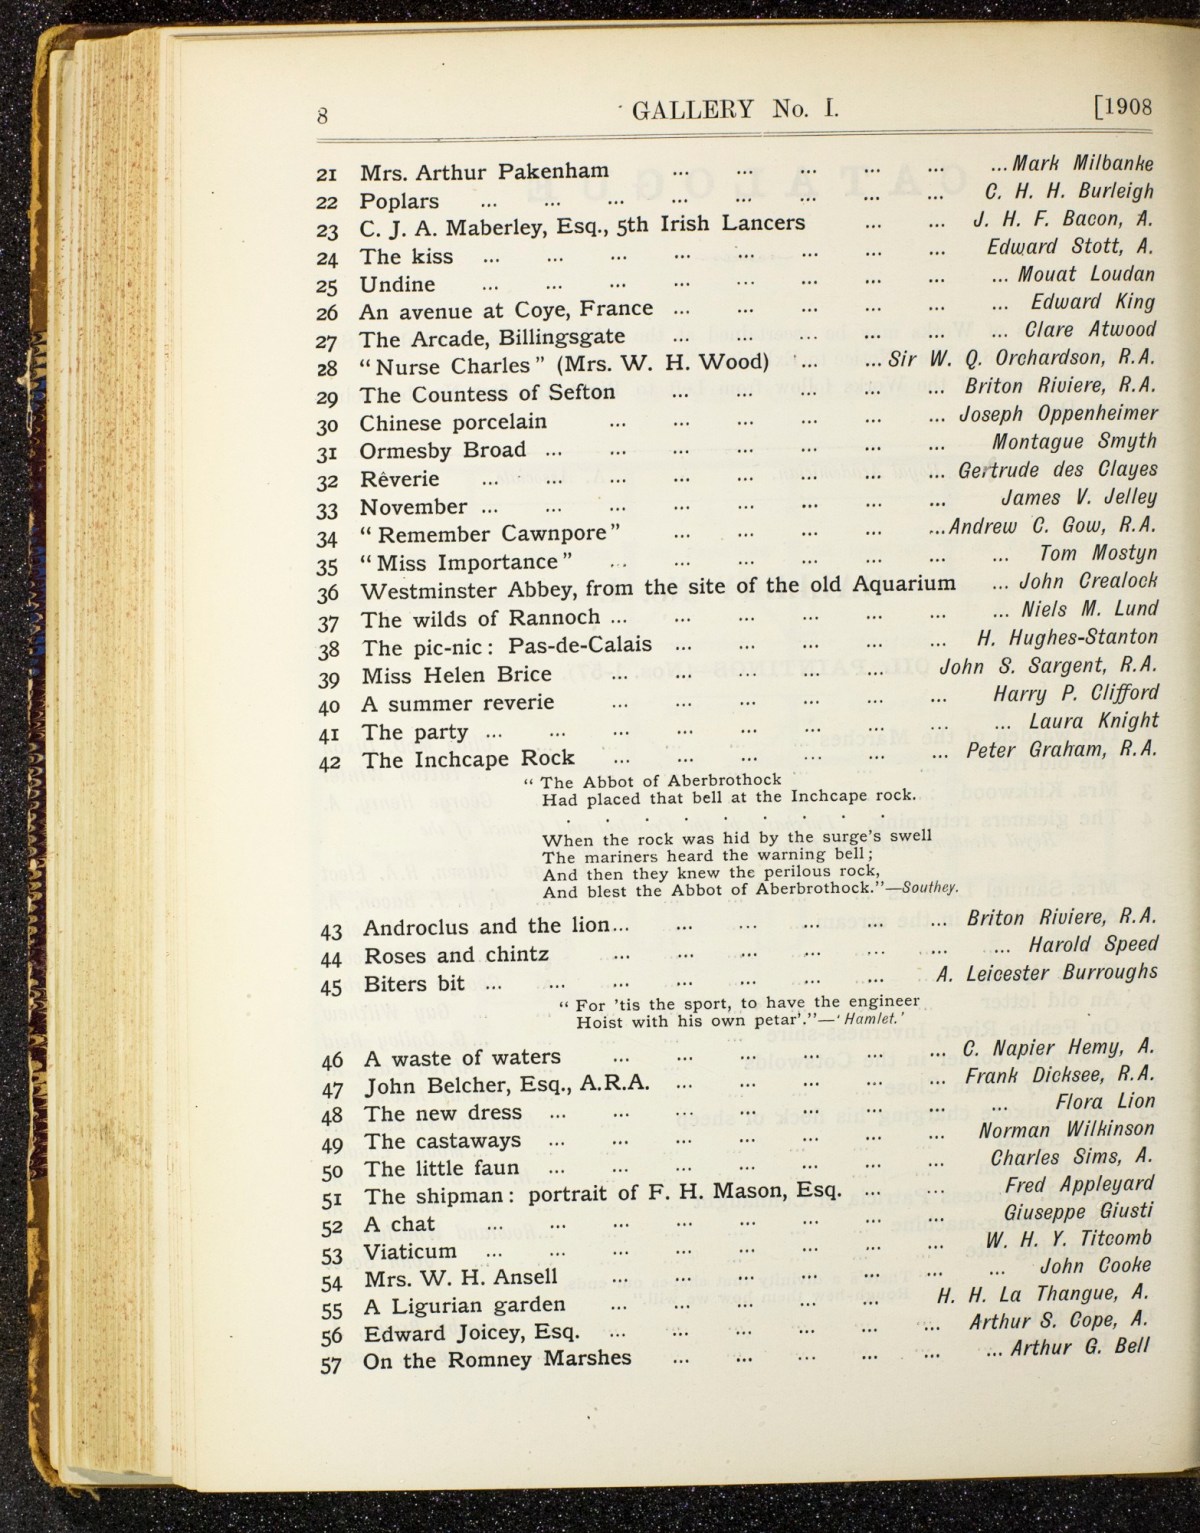 8 GALLERY No. I. [1908
21 Mrs. Arthur Pakenham ... ... ... ... ... ... Mark Milbanke
22 Poplars ... ... ... ... ... ... ... ... C. H. H. Burleigh
23 C. J. A. Maberley, Esq., 5th Irish Lancers ... ... J. H. F. Bacon, A.
24 The kiss ... ... ... ... ... ... ... ... Edward Stott, A.
25 Undine ... ... ... ... ... ... ... ... ... Mouat Loudan
26 An avenue at Coye, France ... ... ... ... ... ... Edward King
27 The Arcade, Billingsgate ... ... ... ... ... ... Clare Atwood
28 "Nurse Charles" (Mrs. W. H. Wood) ... ... Sir W. Q. Orchardson, R.A.
29 The Countess of Sefton ... ... ... ... ... Briton Riviere, R.A.
30 Chinese porcelain ... ... ... ... ... ... Joseph Oppenheimer
31 Ormesby Broad ... ... ... ... ... ... ... Montague Smyth
32 Rêverie ... ... ... ... ... ... ... ... Gertrude des Clayes
33 November ... ... ... ... ... ... ... ... James V. Jelley
34 "Remember Cawnpore" ... ... ... ... ... Andrew C. Gow, R.A.
35 "Miss Importance" ... ... ... ... ... ... ... Tom Mostyn
36 Westminster Abbey, from the site of the old Aquarium ... John Crealock
37 The wilds of Rannoch ... ... ... ... ... ... ... Niels M. Lund
38 The pic-nic: Pas-de-Calais ... ... ... ... ... H. Hughes-Stanton
39 Miss Helen Brice ... ... ... ... ... John S. Sargent, R.A.
40 A summer reverie ... ... ... ... ... ... Harry P. Clifford
41 The party ... ... ... ... ... ... ... ... ... Laura Knight
42 The Inchcape Rock ... ... ... ... ... ... Peter Graham, R.A.
"The Abbot of Aberbrothock
Had placed that bell at the Inchcape rock.
. . . . . . . . .
When the rock was hid by the surge's swell
The mariners heard the warning bell;
And then they knew the perilous rock,
And blest the Abbot of Aberbrothock."—Southey.
43 Androclus and the lion... ... ... ... ... ... Briton Riviere, R.A.
44 Roses and chintz ... ... ... ... ... ... ... Harold Speed
45 Biters bit ... ... ... ... ... ... ... A. Leicester Burroughs
"For 'tis the sport, to have the engineer
Hoist with his own petar'."—'Hamlet.'
46 A waste of waters ... ... ... ... ... ... C. Napier Hemy, A.
47 John Belcher, Esq., A.R.A. ... ... ... ... ... Frank Dicksee, R.A.
48 The new dress ... ... ... ... ... ... ... ... Flora Lion
49 The castaways ... ... ... ... ... ... ... Norman Wilkinson
50 The little faun ... ... ... ... ... ... ... Charles Sims, A.
51 The shipman: portrait of F. H. Mason, Esq. ... ... Fred Appleyard
52 A chat ... ... ... ... ... ... ... ... Giuseppe Giusti
53 Viaticum ... ... ... ... ... ... ... ... W. H. Y. Titcomb
54 Mrs. W. H. Ansell ... ... ... ... ... ... ... John Cooke
55 A Ligurian garden ... ... ... ... ... H. H. La Thangue, A.
56 Edward Joicey, Esq. ... ... ... ... ... ... Arthur S. Cope, A.
57 On the Romney Marshes ... ... ... ... ... ... Arthur G. Bell